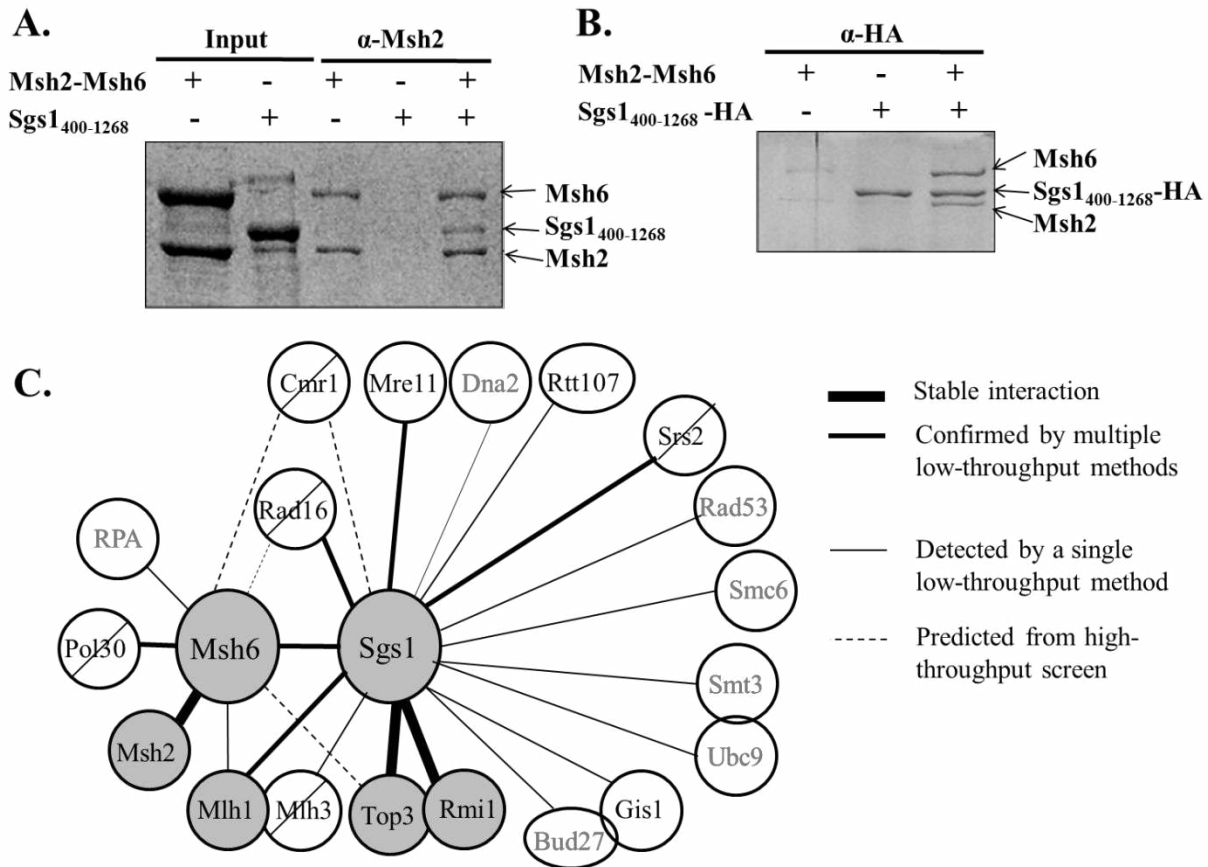 A.
Input
α-Msh2
Msh2-Msh6 + - + - +
Sgs1400-1268 - + - + +
Msh6
Sgs1400-1268
Msh2
B.
α-HA
Msh2-Msh6 + - +
Sgs1400-1268 -HA - + +
Msh6
Sgs1400-1268-HA
Msh2
C.
Cmr1
Mre11
Dna2
Rtt107
Srs2
Rad16
Rad53
RPA
Smc6
Pol30
Msh6
Sgs1
Smt3
Msh2
Ubc9
Mlh1
Mlh3
Top3
Rmi1
Gis1
Bud27
Stable interaction
Confirmed by multiple
low-throughput methods
Detected by a single
low-throughput method
Predicted from high-
throughput screen